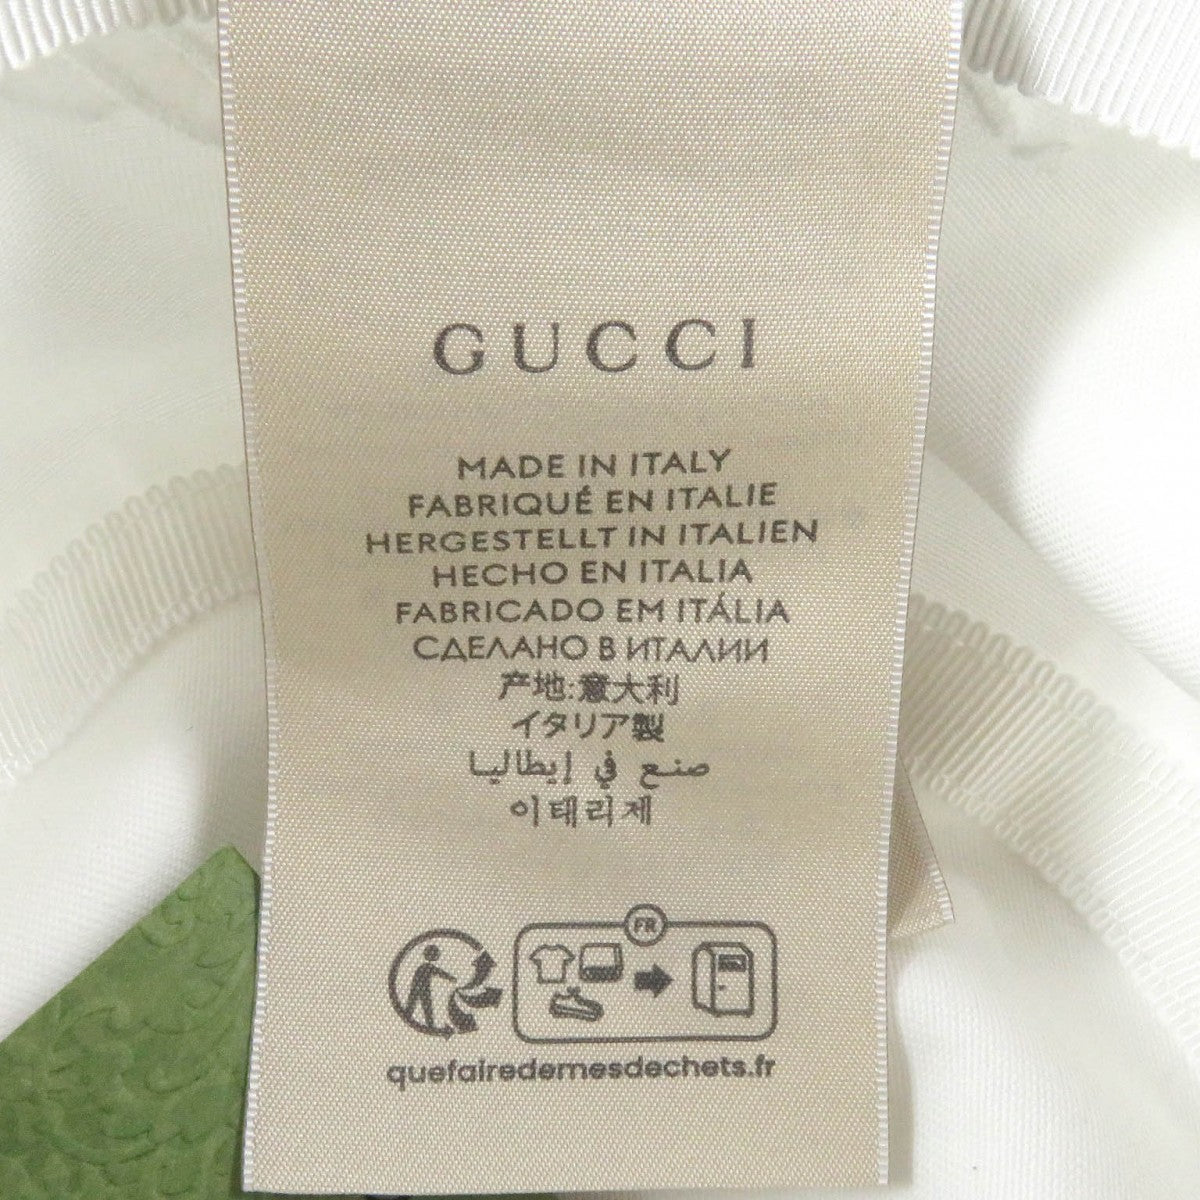 GUCCI
MADE IN ITALY
FABRIQUÉ EN ITALIE
HERGESTELLT IN ITALIEN
HECHO EN ITALIA
FABRICADO EM ITÁLIA
СДЕЛАНО В ИТАЛИИ
产地:意大利
イタリア製
صنع في إيطاليا
이태리제
FR
quefairedemesdechets.fr